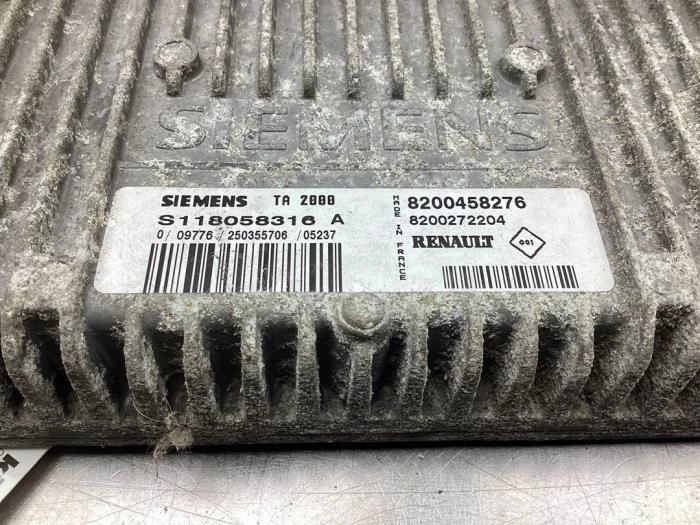 SIEMENS
SIEMENS TA 2000
S118058316 A
0/ 09776 / 250355706 / 05237
MADE IN FRANCE
8200458276
8200272204
RENAULT 001